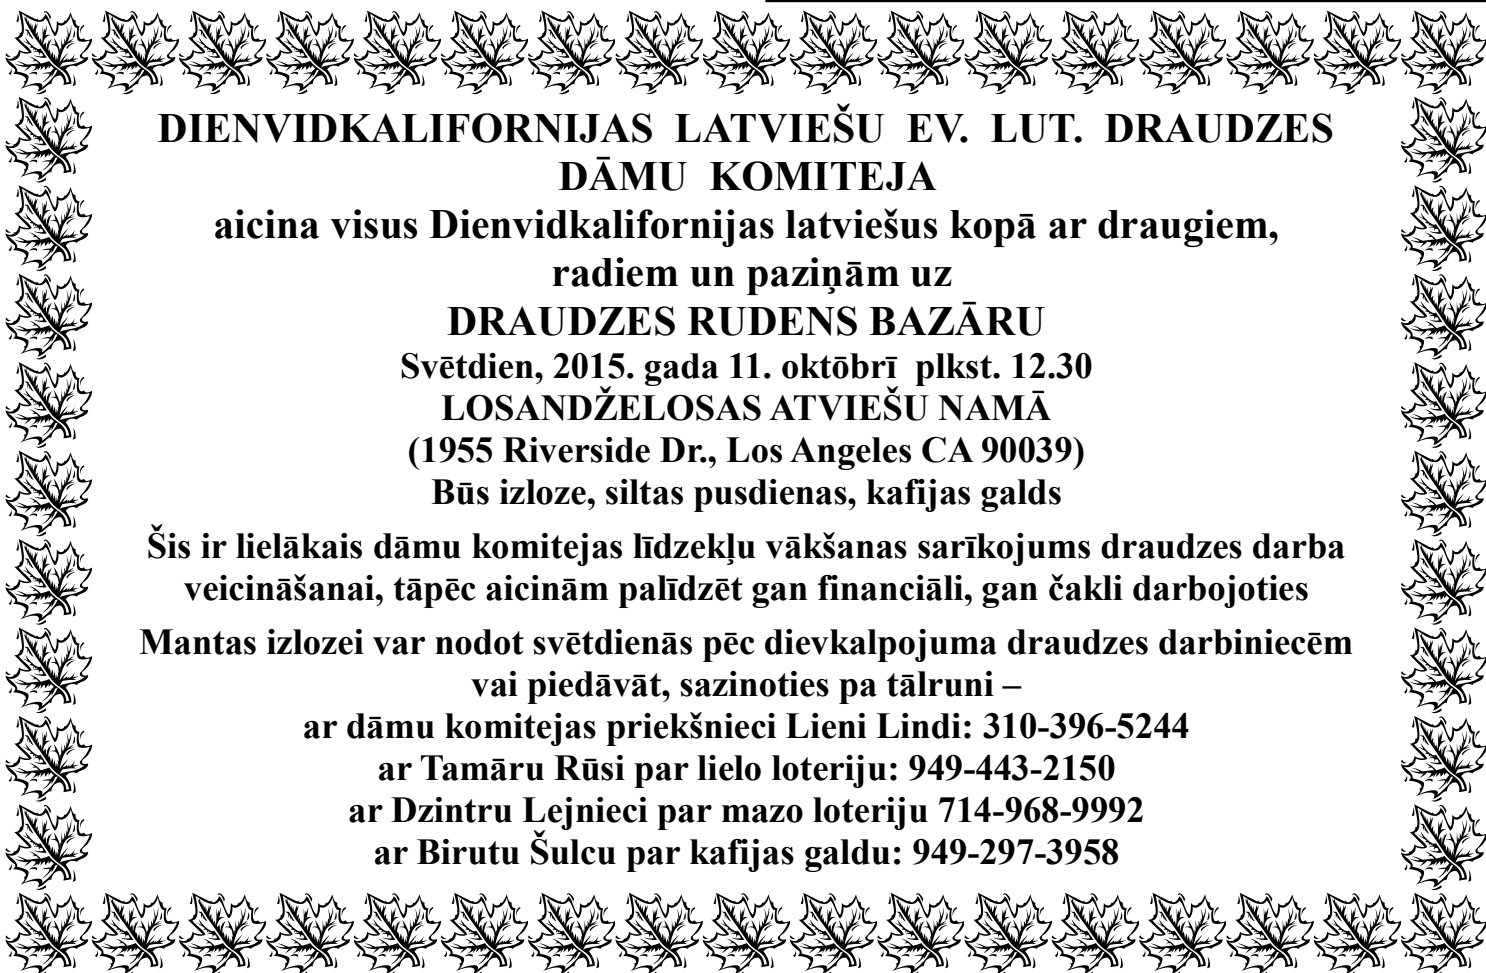 DIENVIDKALIFORNIJAS LATVIEŠU EV. LUT. DRAUDZES
DĀMU KOMITEJA
aicina visus Dienvidkalifornijas latviešus kopā ar draugiem,
radiem un paziņām uz
DRAUDZES RUDENS BAZĀRU
Svētdien, 2015. gada 11. oktōbrī plkst. 12.30
LOSANDŽELOSAS ATVIEŠU NAMĀ
(1955 Riverside Dr., Los Angeles CA 90039)
Būs izloze, siltas pusdienas, kafijas galds
Šis ir lielākais dāmu komitejas līdzekļu vākšanas sarīkojums draudzes darba
veicināšanai, tāpēc aicinām palīdzēt gan financiāli, gan čakli darbojoties
Mantas izlozei var nodot svētdienās pēc dievkalpojuma draudzes darbiniecēm
vai piedāvāt, sazinoties pa tālruni –
ar dāmu komitejas priekšnieci Lieni Lindi: 310-396-5244
ar Tamāru Rūsi par lielo loteriju: 949-443-2150
ar Dzintru Lejnieci par mazo loteriju 714-968-9992
ar Birutu Šulcu par kafijas galdu: 949-297-3958